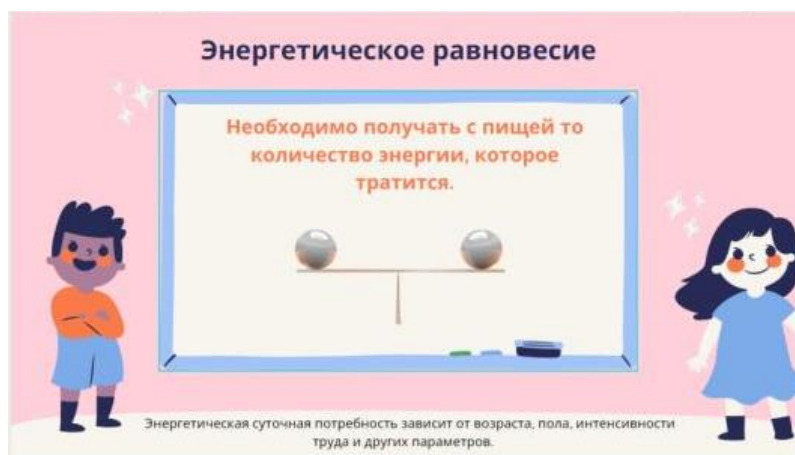 Энергетическое равновесие
Необходимо получать с пищей то
количество энергии, которое
тратится.
Энергетическая суточная потребность зависит от возраста, пола, интенсивности
труда и других параметров.